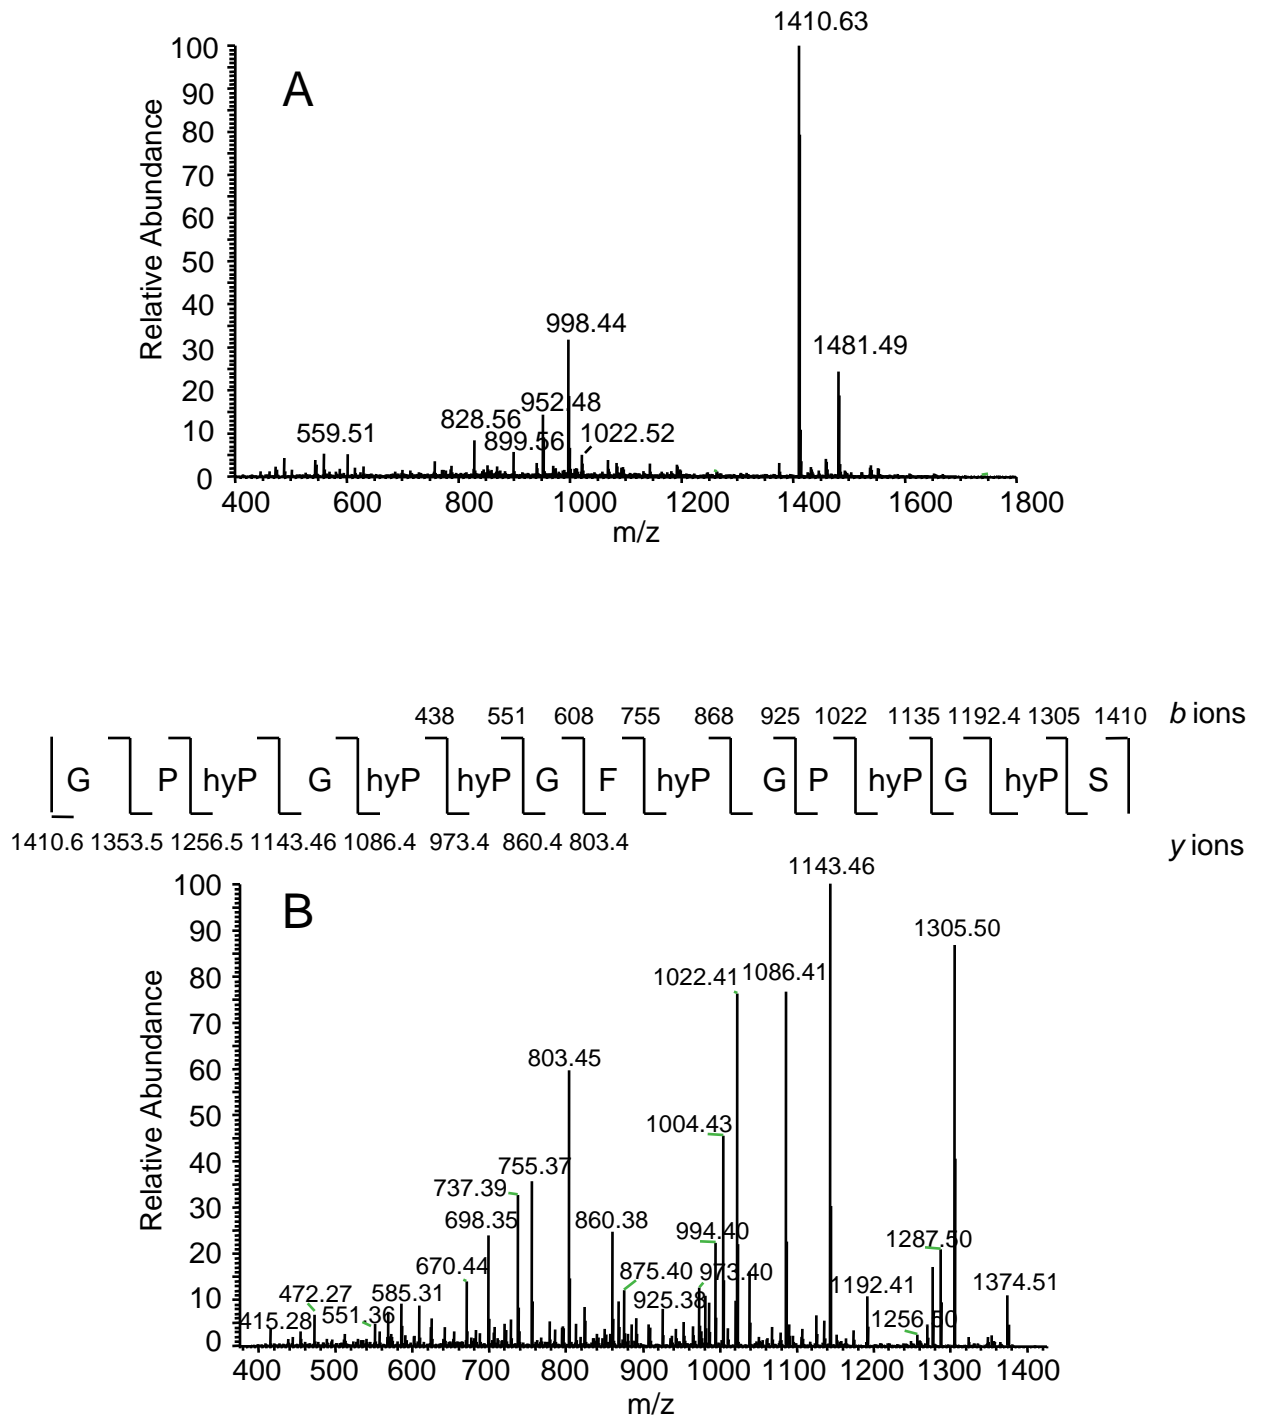 1410.63
100
A
90
80
70
60
50
40
30
20
10
0
Relative Abundance
998.44
1481.49
952.48
828.56
559.51
899.56
1022.52
400 600 800 1000 1200 1400 1600 1800
m/z
438 551 608 755 868 925 1022 1135 1192.4 1305 1410 b ions
G P hyP G hyP hyP G F hyP G P hyP G hyP S
1410.6 1353.5 1256.5 1143.46 1086.4 973.4 860.4 803.4 y ions
1143.46
100
B
90
80
70
60
50
40
30
20
10
0
Relative Abundance
1305.50
1022.41 1086.41
803.45
1004.43
755.37
737.39
698.35 860.38
994.40
1287.50
670.44 875.40 973.40
472.27 585.31 925.38 1192.41 1374.51
415.28 551.36 1256.50
400 500 600 700 800 900 1000 1100 1200 1300 1400
m/z